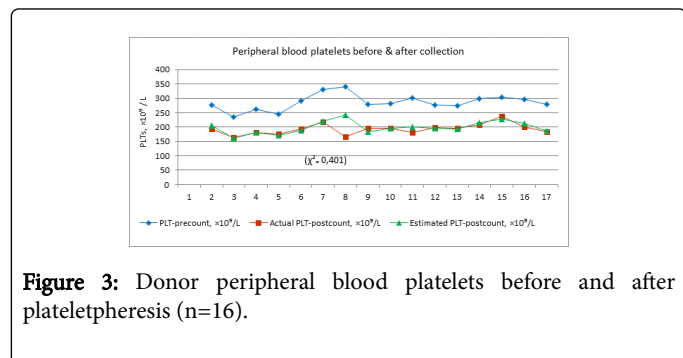 Peripheral blood platelets before & after collection
PLTs, ×10⁹ / L
400
350
300
250
200
150
100
50
0
(χ²= 0,401)
1 2 3 4 5 6 7 8 9 10 11 12 13 14 15 16 17
PLT-precount, ×10⁹/L Actual PLT-postcount, ×10⁹/L Estimated PLT-postcount, ×10⁹/L
Figure 3: Donor peripheral blood platelets before and after
plateletpheresis (n=16).